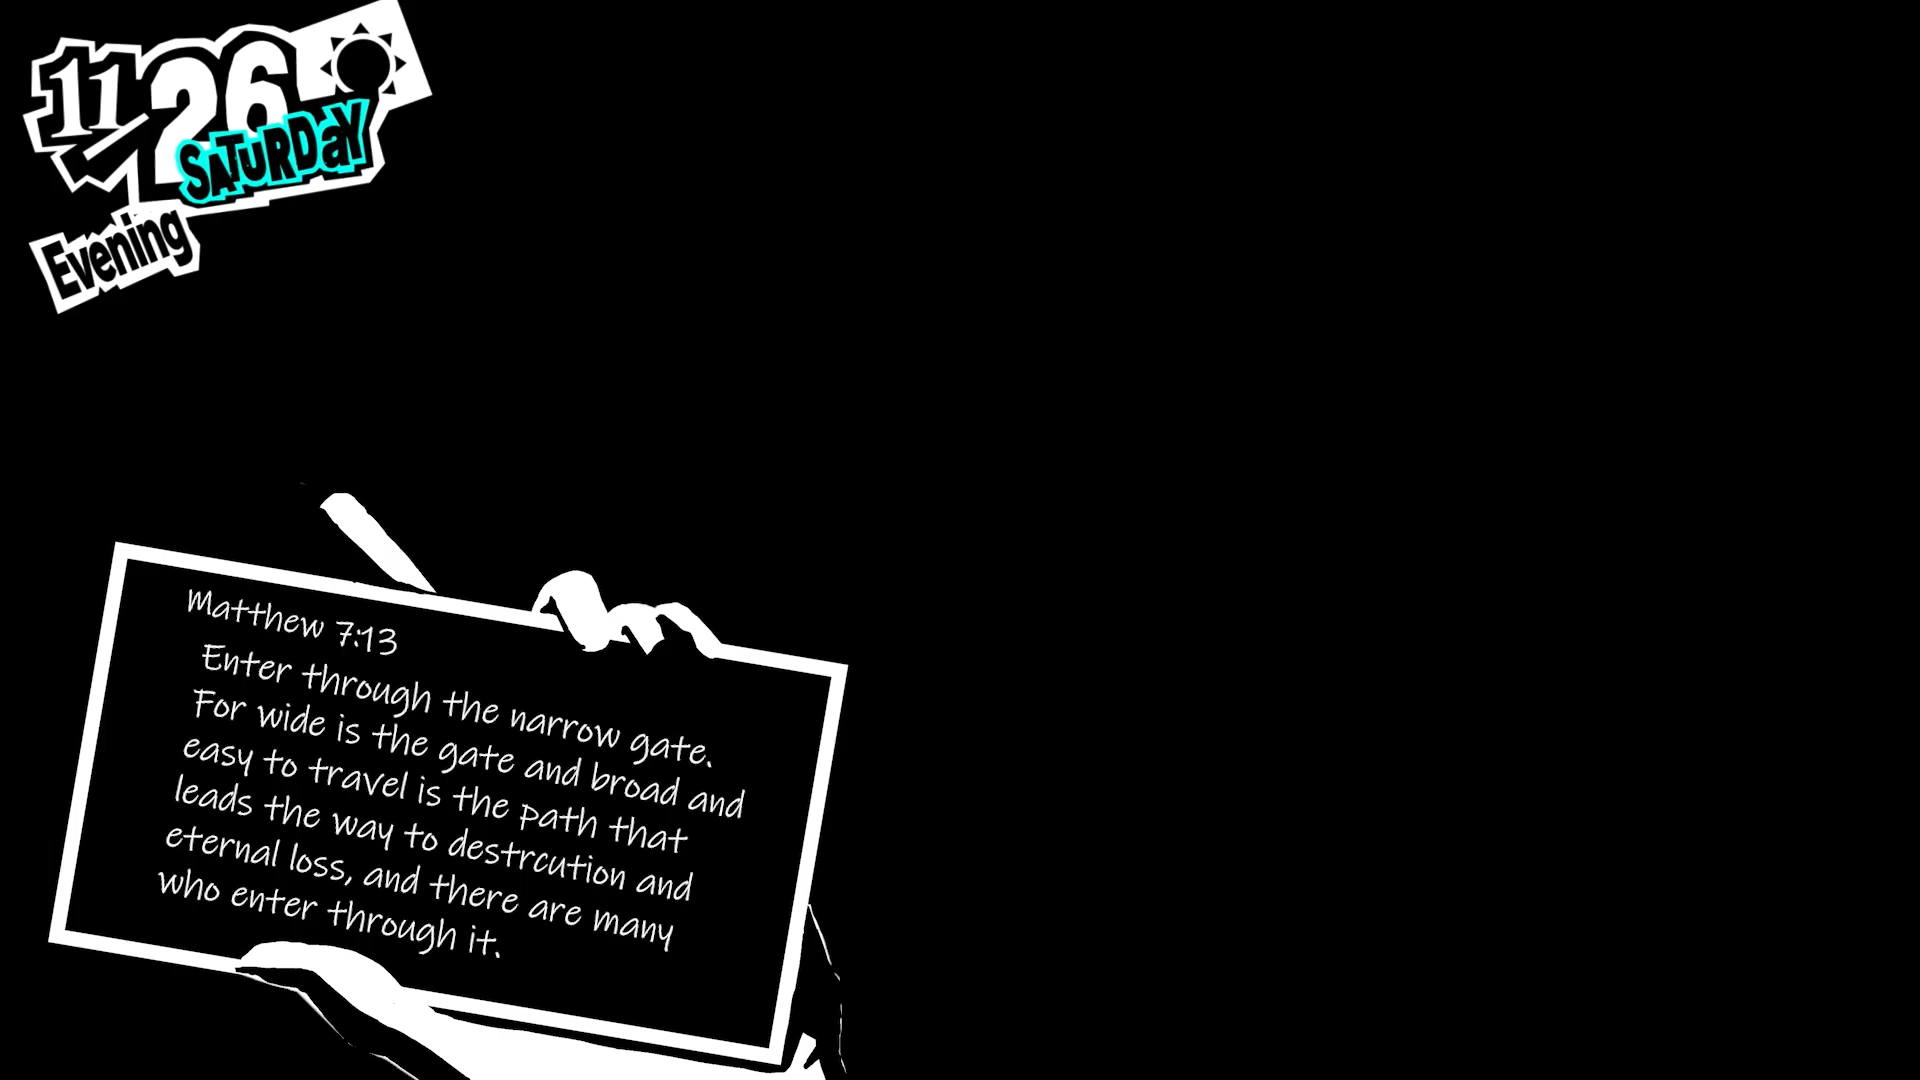 11/26
SATURDaY
Evening
Matthew 7:13
Enter through the narrow gate.
For wide is the gate and broad and
easy to travel is the path that
leads the way to destrcution and
eternal loss, and there are many
who enter through it.